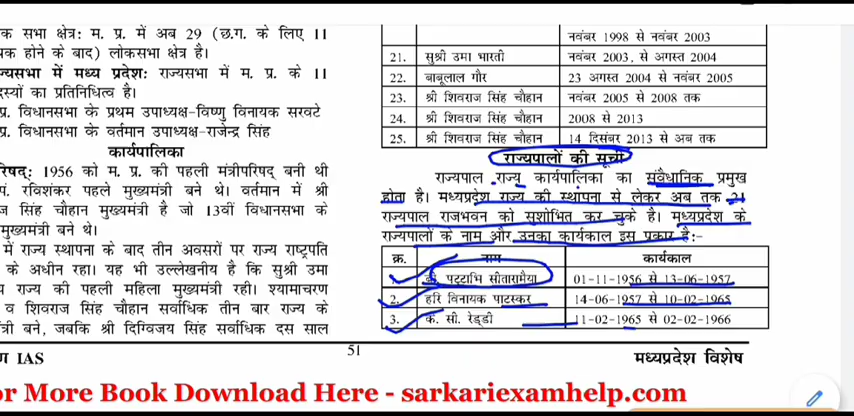 क सभा क्षेत्र: म. प्र. में अब 29 (छ.ग. के लिए 11
यक होने के बाद) लोकसभा क्षेत्र है।
ज्यसभा में मध्य प्रदेश: राज्यसभा में म. प्र. के 11
दस्यों का प्रतिनिधित्व है।
प्र. विधानसभा के प्रथम उपाध्यक्ष-विष्णु विनायक सरवटे
प्र. विधानसभा के वर्तमान उपाध्यक्ष-राजेन्द्र सिंह
कार्यपालिका
रिषद: 1956 को म. प्र. की पहली मंत्रीपरिषद् बनी थी
पं. रविशंकर पहले मुख्यमंत्री बने थे। वर्तमान में श्री
ज सिंह चौहान मुख्यमंत्री है जो 13वीं विधानसभा के
मुख्यमंत्री बने थे।
में राज्य स्थापना के बाद तीन अवसरों पर राज्य राष्ट्रपति
के अधीन रहा। यह भी उल्लेखनीय है कि सुश्री उमा
राज्य की पहली महिला मुख्यमंत्री रही। श्यामाचरण
व शिवराज सिंह चौहान सर्वाधिक तीन बार राज्य के
त्री बने, जबकि श्री दिग्विजय सिंह सर्वाधिक दस साल
नवंबर 1998 से नवंबर 2003
21. सुश्री उमा भारती नवंबर 2003, से अगस्त 2004
22. बाबूलाल गौर 23 अगस्त 2004 से नवंबर 2005
23. श्री शिवराज सिंह चौहान नवंबर 2005 से 2008 तक
24. श्री शिवराज सिंह चौहान 2008 से 2013
25. श्री शिवराज सिंह चौहान 14 दिसंबर 2013 से अब तक
राज्यपालों की सूची
राज्यपाल राज्य कार्यपालिका का संवैधानिक प्रमुख
होता है। मध्यप्रदेश राज्य की स्थापना से लेकर अब तक 21
राज्यपाल राजभवन को सुशोभित कर चुके है। मध्यप्रदेश के
राज्यपालों के नाम और उनका कार्यकाल इस प्रकार है:-
क्र. नाम कार्यकाल
पट्टाभि सीतारामैया 01-11-1956 से 13-06-1957
2. हरि विनायक पाटस्कर 14-06-1957 से 10-02-1965
3. के. सी. रेड्डी 11-02-1965 से 02-02-1966
IAS 51 मध्यप्रदेश विशेष
or More Book Download Here - sarkariexamhelp.com